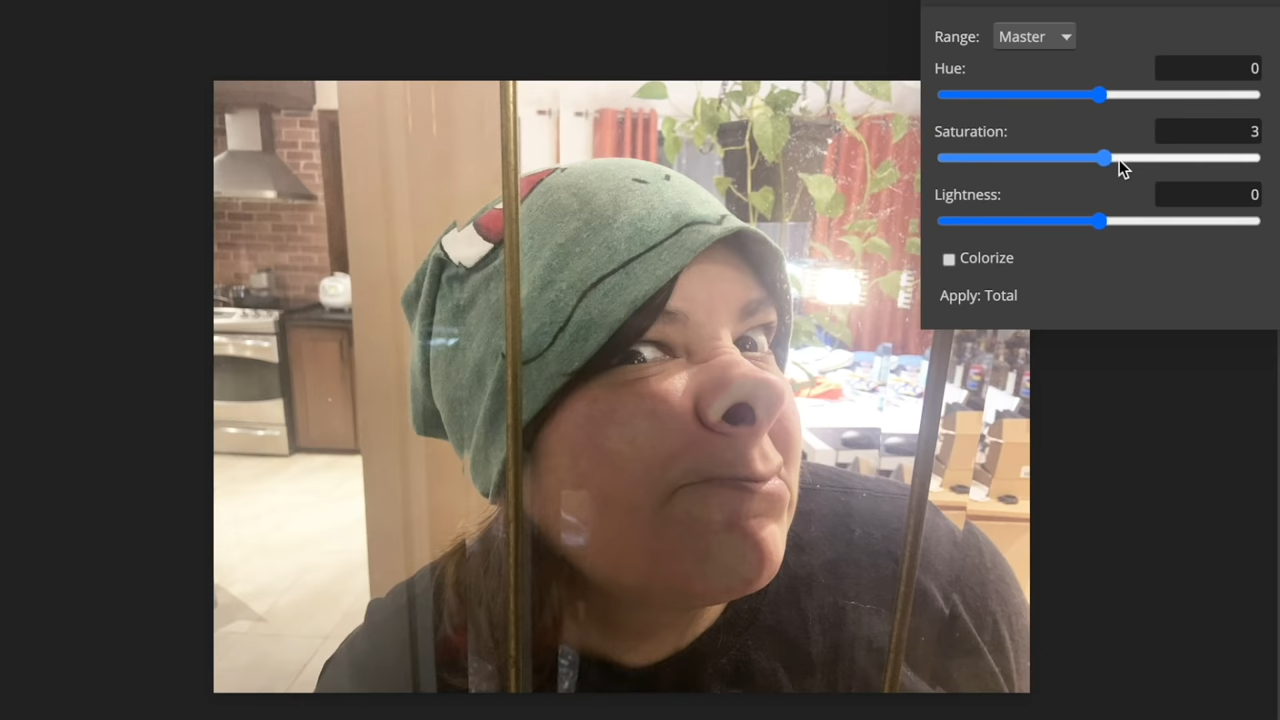 Range: Master
Hue: 0
Saturation: 3
Lightness: 0
Colorize
Apply: Total